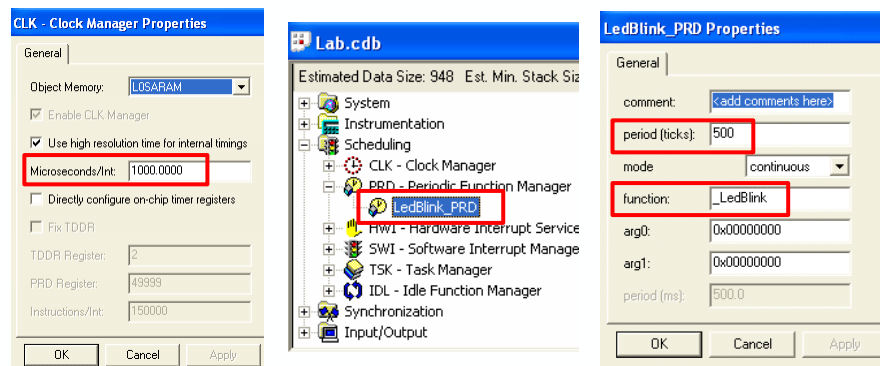 CLK - Clock Manager Properties
General
Object Memory: L0SARAM
Enable CLK Manager
Use high resolution time for internal timings
Microseconds/Int: 1000.0000
Directly configure on-chip timer registers
Fix TDDR
TDDR Register: 2
PRD Register: 49999
Instructions/Int: 150000
OK Cancel Apply
Lab.cdb
Estimated Data Size: 948 Est. Min. Stack Siz
System
Instrumentation
Scheduling
CLK - Clock Manager
PRD - Periodic Function Manager
LedBlink_PRD
HWI - Hardware Interrupt Service
SWI - Software Interrupt Manage
TSK - Task Manager
IDL - Idle Function Manager
Synchronization
Input/Output
LedBlink_PRD Properties
General
comment: <add comments here>
period (ticks): 500
mode continuous
function: _LedBlink
arg0: 0x00000000
arg1: 0x00000000
period (ms): 500.0
OK Cancel Apply